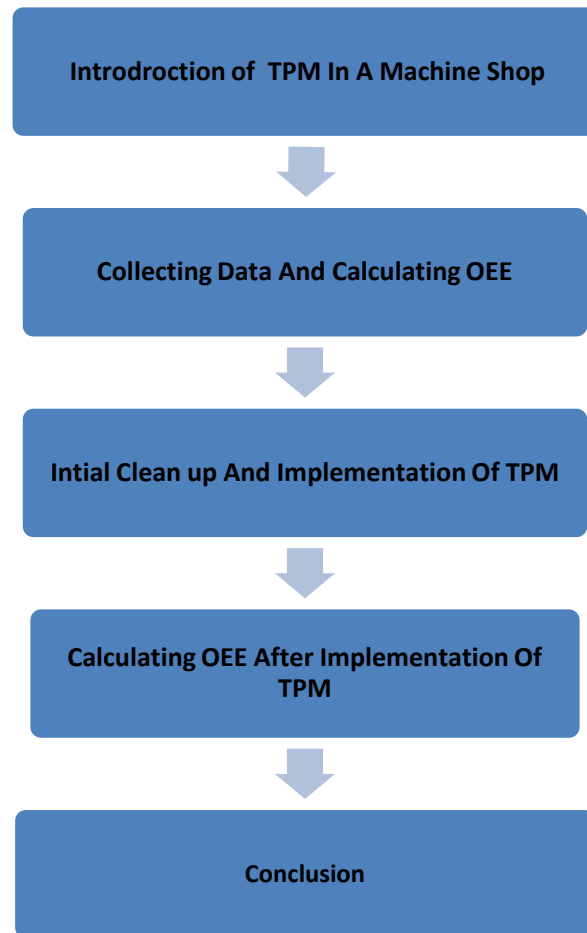 Introdroction of TPM In A Machine Shop
Collecting Data And Calculating OEE
Intial Clean up And Implementation Of TPM
Calculating OEE After Implementation Of
TPM
Conclusion